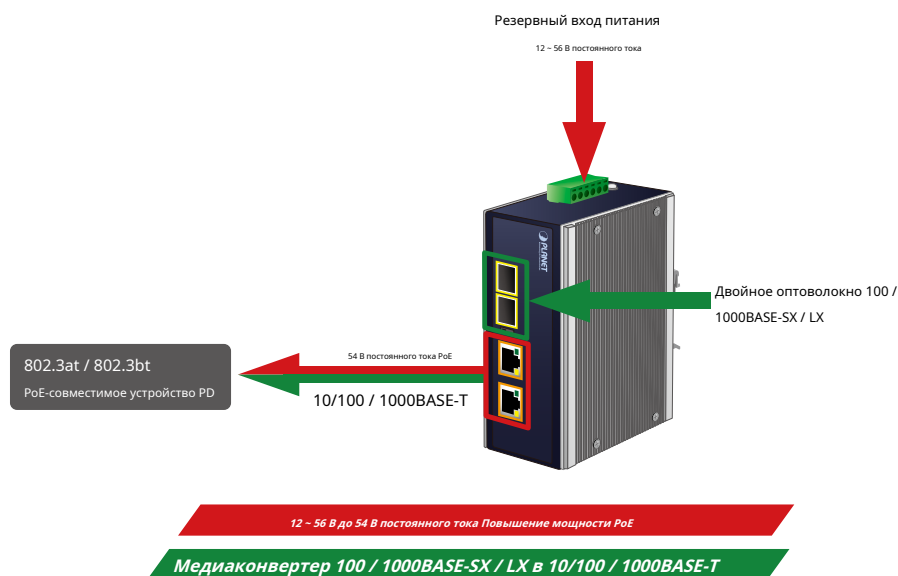 Резервный вход питания
12 ~ 56 В постоянного тока
PLANET
Двойное оптоволокно 100 /
1000BASE-SX / LX
54 В постоянного тока PoE
802.3at / 802.3bt
PoE-совместимое устройство PD
10/100 / 1000BASE-T
12 ~ 56 В до 54 В постоянного тока Повышение мощности PoE
Медиаконвертер 100 / 1000BASE-SX / LX в 10/100 / 1000BASE-T